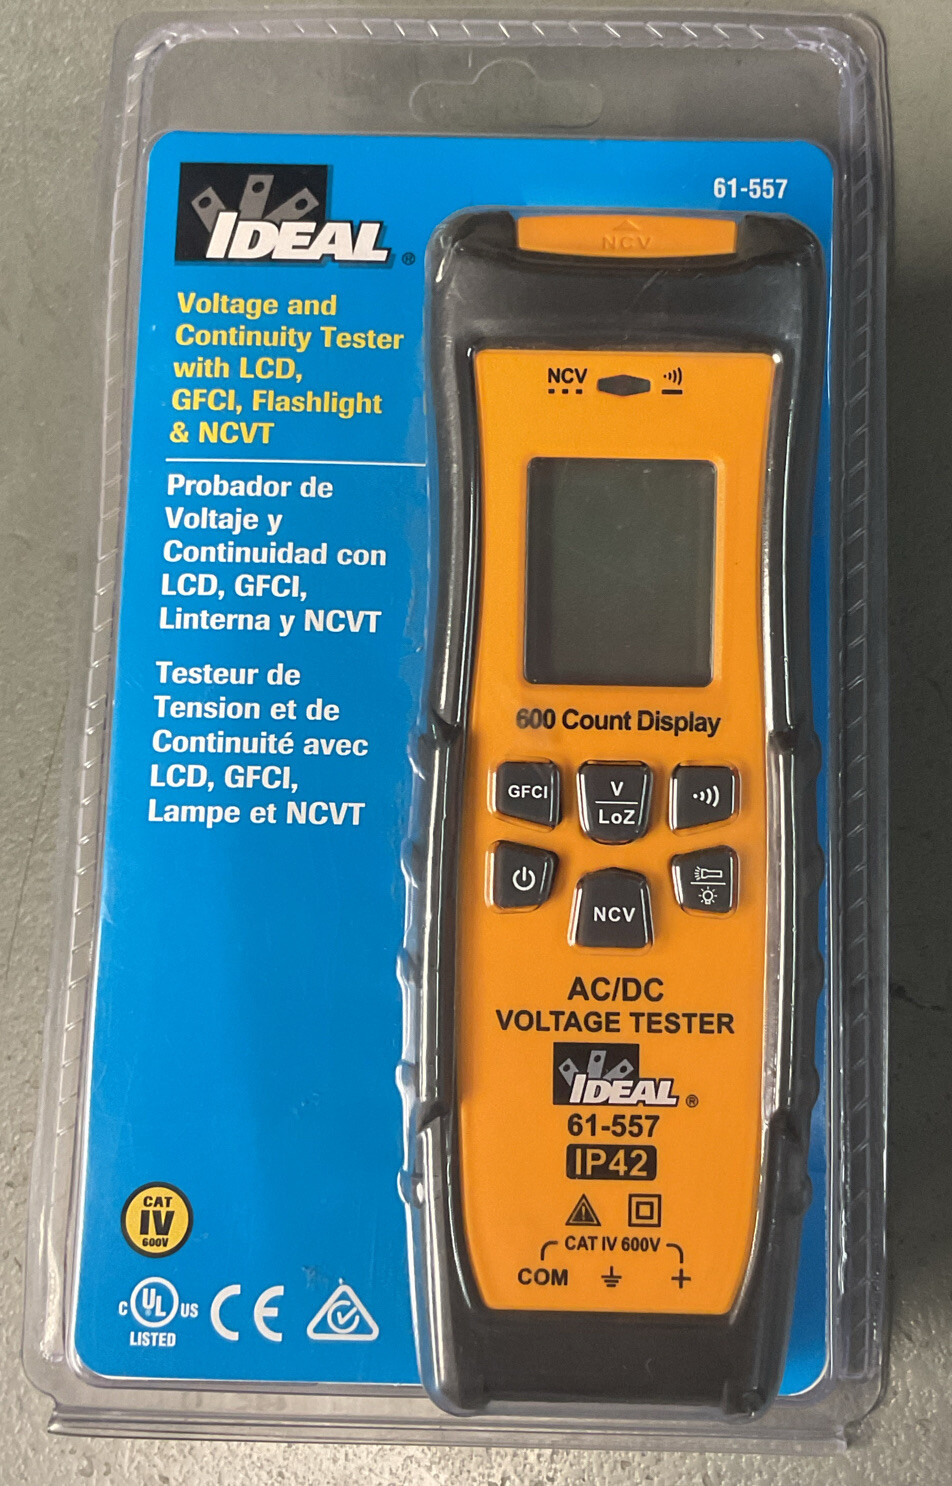 IDEAL®
61-557
Voltage and
Continuity Tester
with LCD,
GFCI, Flashlight
& NCVT
Probador de
Voltaje y
Continuidad con
LCD, GFCI,
Linterna y NCVT
Testeur de
Tension et de
Continuité avec
LCD, GFCI,
Lampe et NCVT
CAT
IV
600V
C UL US
LISTED
CE
NCV
NCV
600 Count Display
GFCI
V
LoZ
NCV
AC/DC
VOLTAGE TESTER
IDEAL®
61-557
IP42
CAT IV 600V
COM +